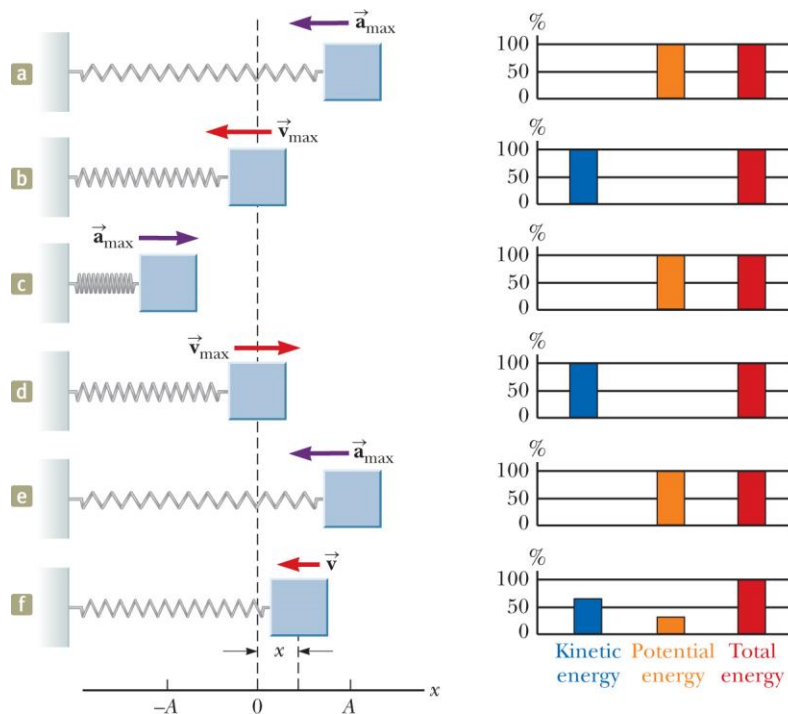 a
a max
%
100
50
0
b
v max
%
100
50
0
c
a max
%
100
50
0
d
v max
%
100
50
0
e
a max
%
100
50
0
f
v
%
100
50
0
x
Kinetic energy
Potential energy
Total energy
–A 0 A x